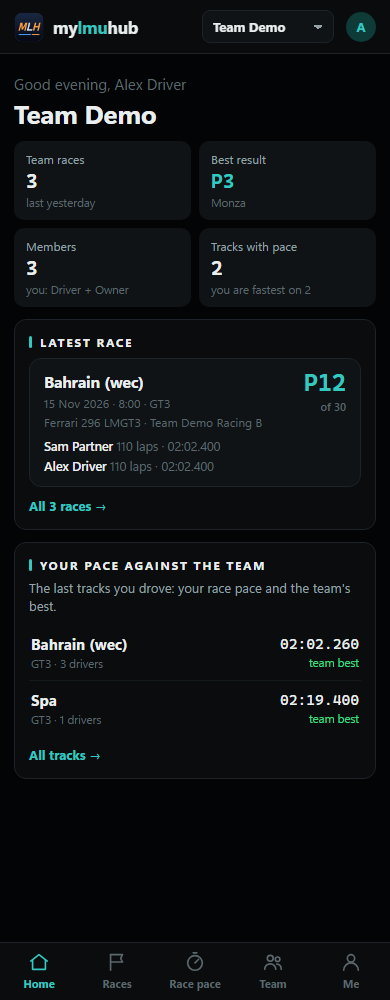 MLH mylmuhub Team Demo A
Good evening, Alex Driver
Team Demo
Team races
3
last yesterday
Best result
P3
Monza
Members
3
you: Driver + Owner
Tracks with pace
2
you are fastest on 2
LATEST RACE
Bahrain (wec)
P12
15 Nov 2026 · 8:00 · GT3
of 30
Ferrari 296 LMGT3 · Team Demo Racing B
Sam Partner 110 laps · 02:02.400
Alex Driver 110 laps · 02:02.400
All 3 races →
YOUR PACE AGAINST THE TEAM
The last tracks you drove: your race pace and the team's
best.
Bahrain (wec) 02:02.260
GT3 · 3 drivers team best
Spa 02:19.400
GT3 · 1 drivers team best
All tracks →
Home Races Race pace Team Me